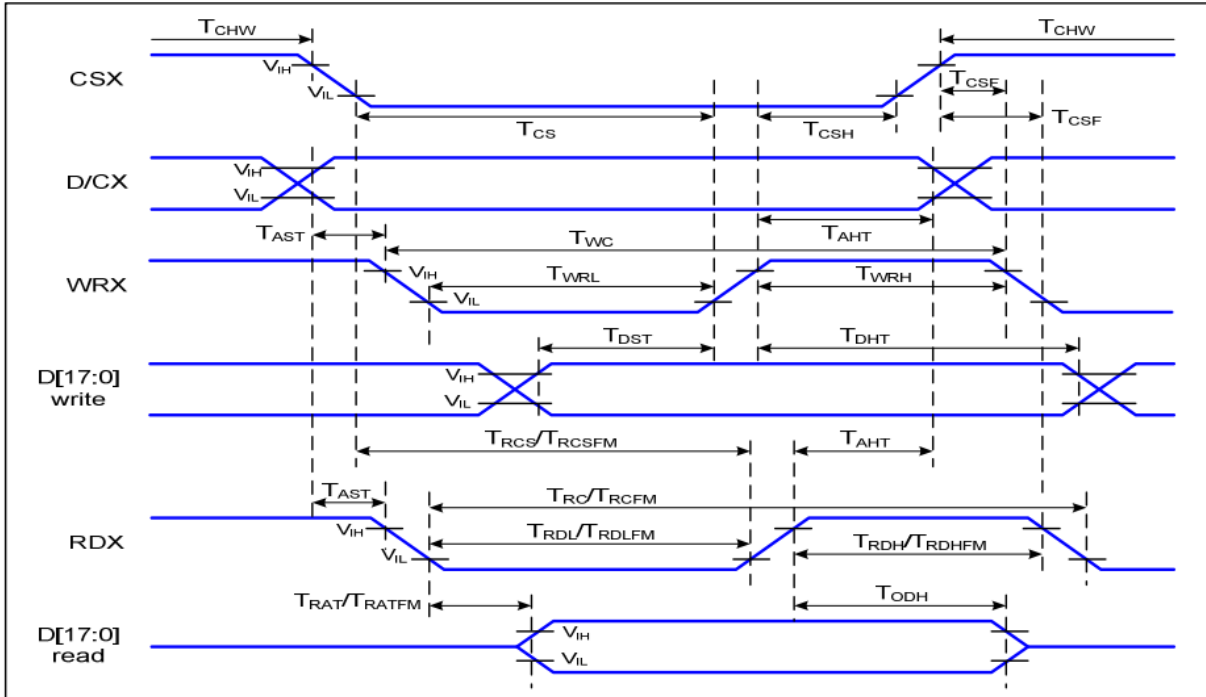 TCHW TCHW
CSX VIH TCSF
VIL TCSF
TCS TCSH
D/CX VIH
VIL
TAST TWC TAHT
WRX VIH TWRL TWRH
VIL
TDST TDHT
D[17:0] VIH
write VIL
TRCS/TRCSFM TAHT
TAST TRC/TRCFM
RDX VIH TRDL/TRDLFM TRDH/TRDHFM
VIL
TRAT/TRATFM TODH
D[17:0] VIH
read VIL